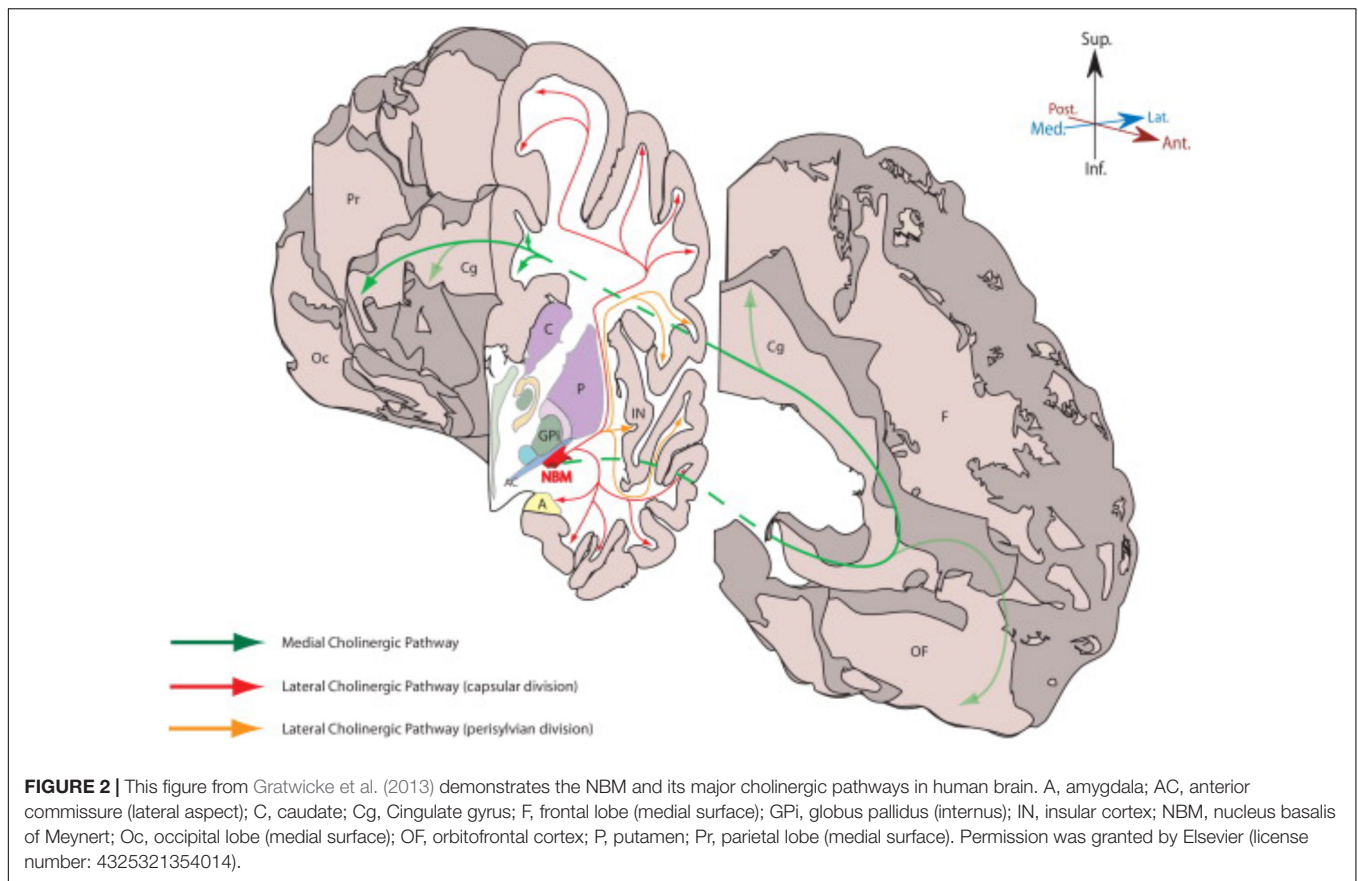 Sup.
Post.
Lat.
Med.
Ant.
Inf.
Pr
Cg
Oc
C
P
IN
GPi
AC
NBM
A
Cg
F
OF
Medial Cholinergic Pathway
Lateral Cholinergic Pathway (capsular division)
Lateral Cholinergic Pathway (perisylvian division)
FIGURE 2 | This figure from Gratwicke et al. (2013) demonstrates the NBM and its major cholinergic pathways in human brain. A, amygdala; AC, anterior
commissure (lateral aspect); C, caudate; Cg, Cingulate gyrus; F, frontal lobe (medial surface); GPi, globus pallidus (internus); IN, insular cortex; NBM, nucleus basalis
of Meynert; Oc, occipital lobe (medial surface); OF, orbitofrontal cortex; P, putamen; Pr, parietal lobe (medial surface). Permission was granted by Elsevier (license
number: 4325321354014).